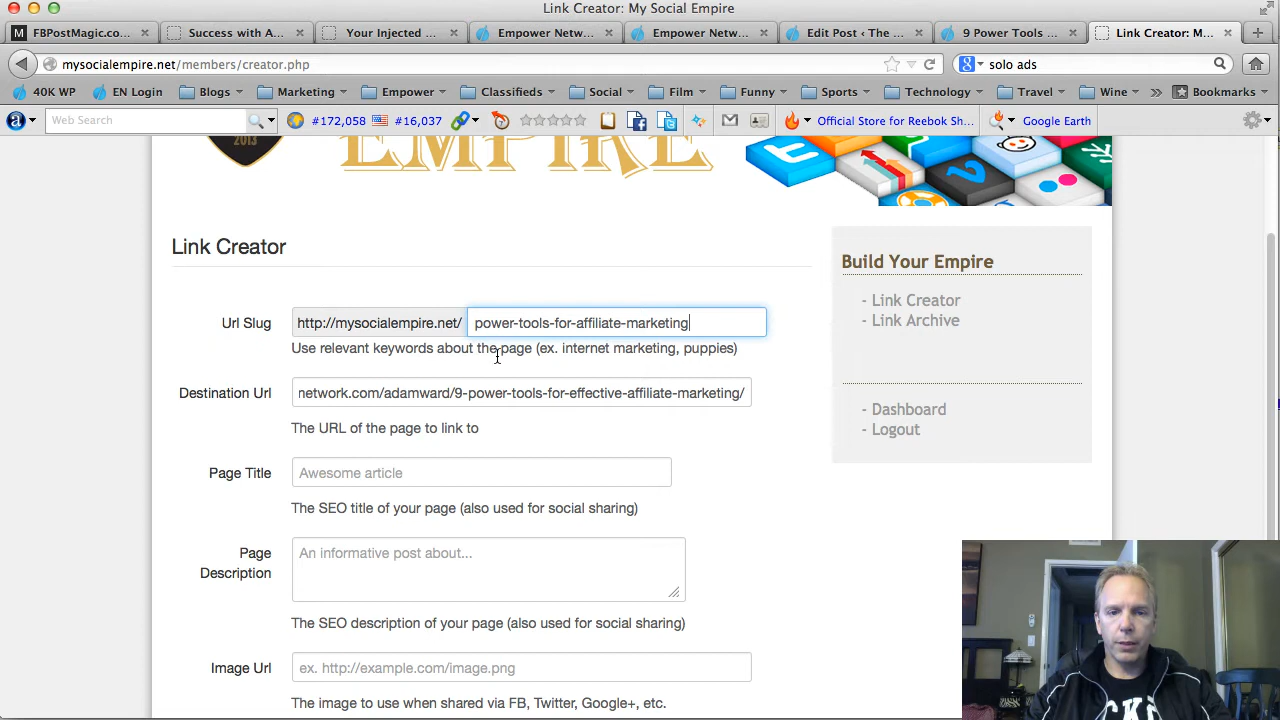 Link Creator: My Social Empire
FBPostMagic.co...
Success with A...
Your Injected ...
Empower Netw...
Empower Netw...
Edit Post ‹ The ...
9 Power Tools ...
Link Creator: M...
mysocialempire.net/members/creator.php
solo ads
40K WP
EN Login
Blogs
Marketing
Empower
Classifieds
Social
Film
Funny
Sports
Technology
Travel
Wine
Bookmarks
Web Search
#172,058
#16,037
Official Store for Reebok Sh...
Google Earth
2013
EMPIRE
Link Creator
Build Your Empire
- Link Creator
- Link Archive
- Dashboard
- Logout
Url Slug
http://mysocialempire.net/
power-tools-for-affiliate-marketing
Use relevant keywords about the page (ex. internet marketing, puppies)
Destination Url
network.com/adamward/9-power-tools-for-effective-affiliate-marketing/
The URL of the page to link to
Page Title
Awesome article
The SEO title of your page (also used for social sharing)
Page
Description
An informative post about...
The SEO description of your page (also used for social sharing)
Image Url
ex. http://example.com/image.png
The image to use when shared via FB, Twitter, Google+, etc.